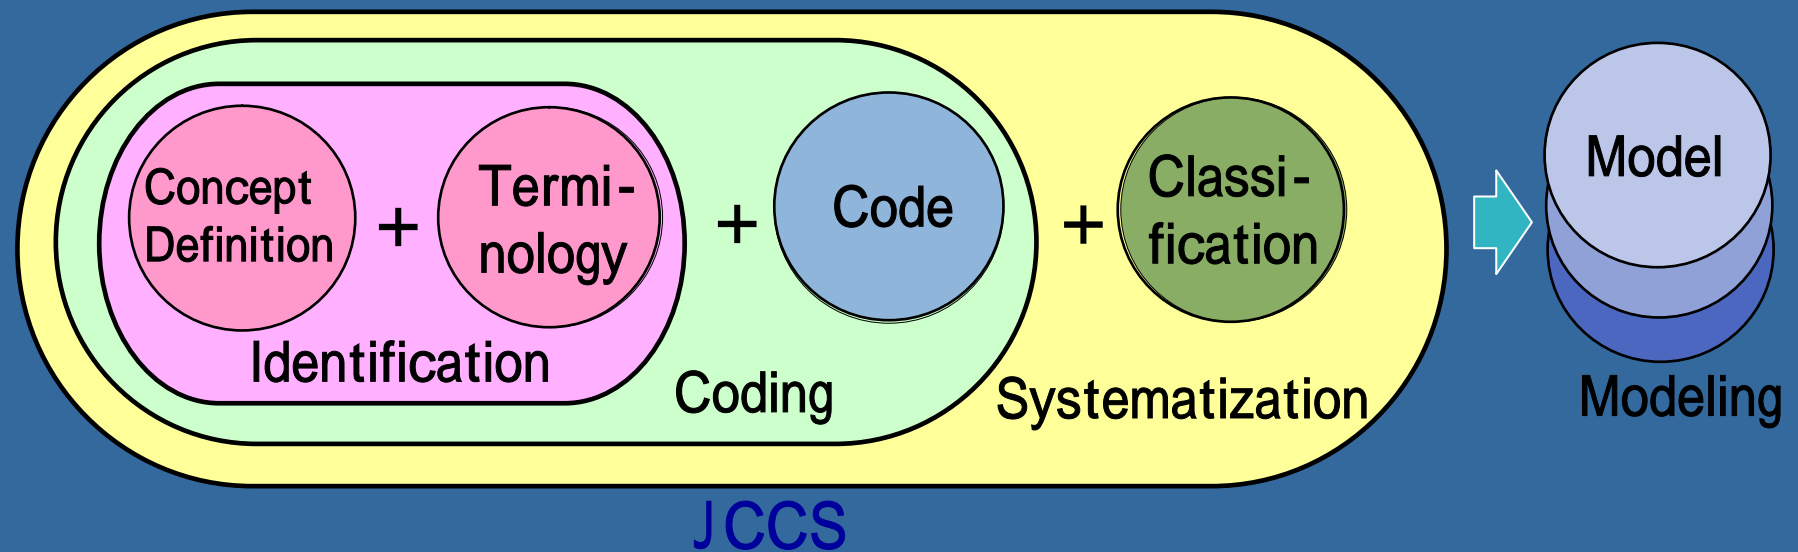 Concept
Definition
+
Termi-
nology
+
Code
+
Classi-
fication
Model
Identification
Coding
Systematization
Modeling
JCCS